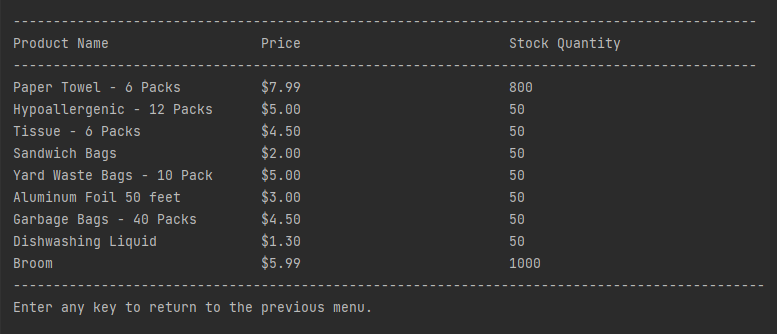 ---------------------------------------------------------------------------------------------
Product Name                   Price                          Stock Quantity
---------------------------------------------------------------------------------------------
Paper Towel - 6 Packs          $7.99                          800
Hypoallergenic - 12 Packs      $5.00                          50
Tissue - 6 Packs               $4.50                          50
Sandwich Bags                  $2.00                          50
Yard Waste Bags - 10 Pack      $5.00                          50
Aluminum Foil 50 feet          $3.00                          50
Garbage Bags - 40 Packs        $4.50                          50
Dishwashing Liquid             $1.30                          50
Broom                          $5.99                          1000
----------------------------------------------------------------------------------------------
Enter any key to return to the previous menu.